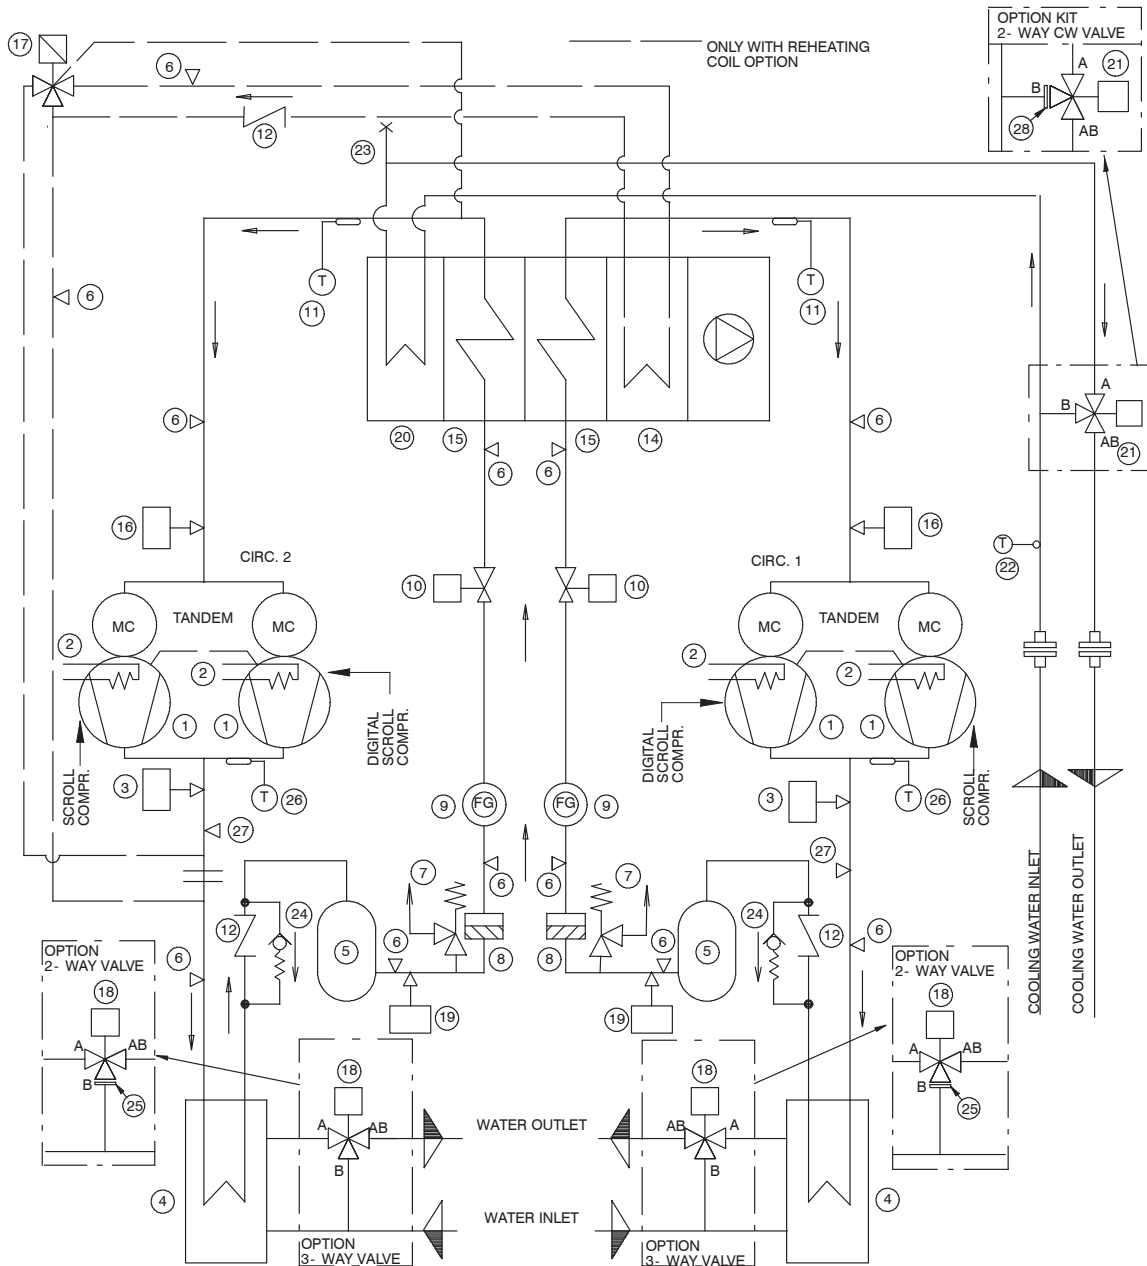 OPTION KIT
2- WAY CW VALVE
17
6
ONLY WITH REHEATING
COIL OPTION
A
21
B
28
AB
12
23
6
T
11
T
11
A
B
AB
21
6
20
15
6
6
15
14
6
16
16
CIRC. 2
CIRC. 1
T
22
10
10
MC
TANDEM
MC
MC
TANDEM
MC
2
2
2
2
1
1
1
1
SCROLL
COMPR.
DIGITAL
SCROLL
COMPR.
DIGITAL
SCROLL
COMPR.
SCROLL
COMPR.
3
T
26
3
T
26
9
FG
FG
9
27
27
7
6
6
7
COOLING WATER INLET
COOLING WATER OUTLET
12
24
5
6
8
8
6
5
24
12
6
OPTION
2- WAY VALVE
6
OPTION
2- WAY VALVE
18
19
19
18
A
AB
B
25
A
AB
B
25
18
A
AB
B
18
AB
A
B
WATER OUTLET
4
4
WATER INLET
OPTION
3- WAY VALVE
OPTION
3- WAY VALVE